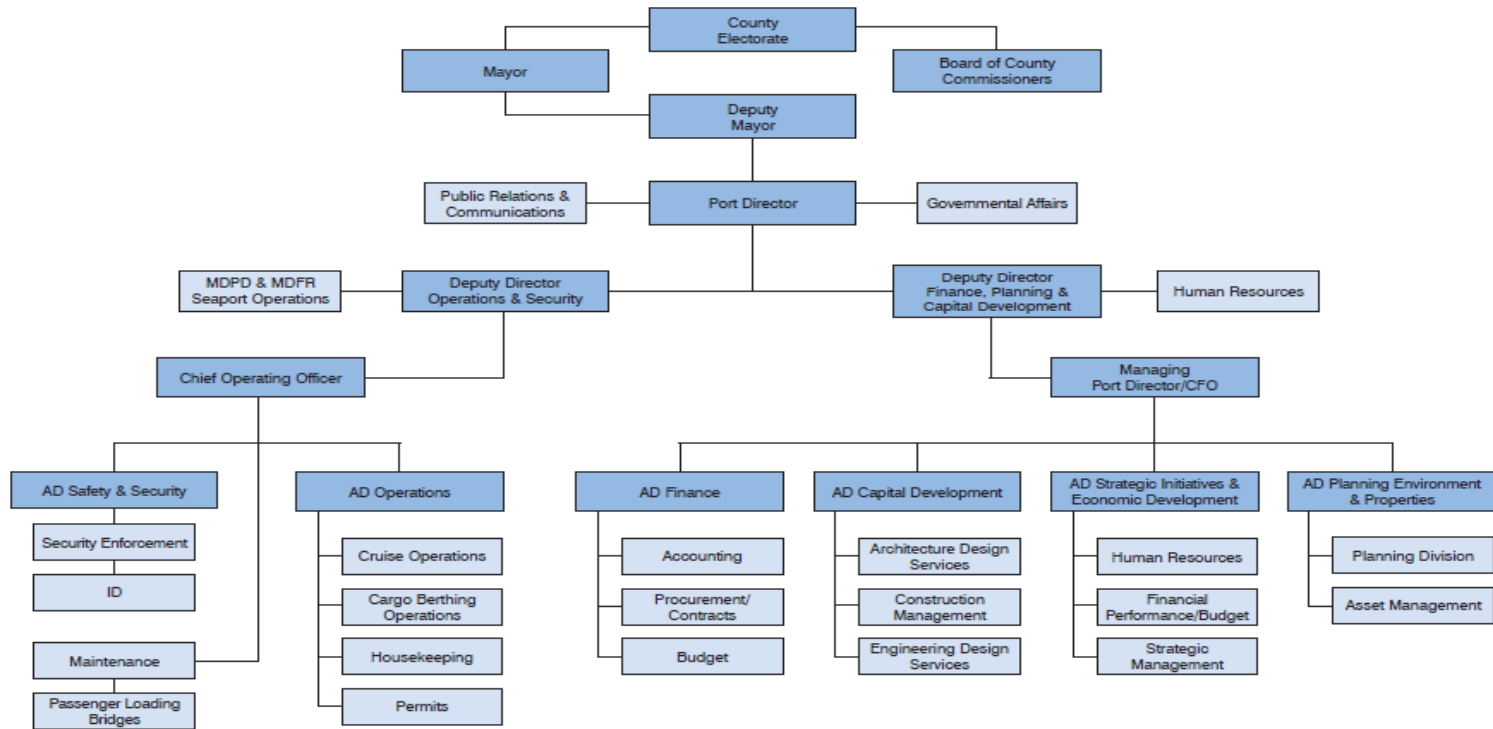 County
Electorate
Mayor
Board of County
Commissioners
Deputy
Mayor
Public Relations &
Communications
Port Director
Governmental Affairs
MDPD & MDFR
Seaport Operations
Deputy Director
Operations & Security
Deputy Director
Finance, Planning &
Capital Development
Human Resources
Chief Operating Officer
Managing
Port Director/CFO
AD Safety & Security
AD Operations
AD Finance
AD Capital Development
AD Strategic Initiatives &
Economic Development
AD Planning Environment
& Properties
Security Enforcement
ID
Maintenance
Passenger Loading
Bridges
Cruise Operations
Cargo Berthing
Operations
Housekeeping
Permits
Accounting
Procurement/
Contracts
Budget
Architecture Design
Services
Construction
Management
Engineering Design
Services
Human Resources
Financial
Performance/Budget
Strategic
Management
Planning Division
Asset Management